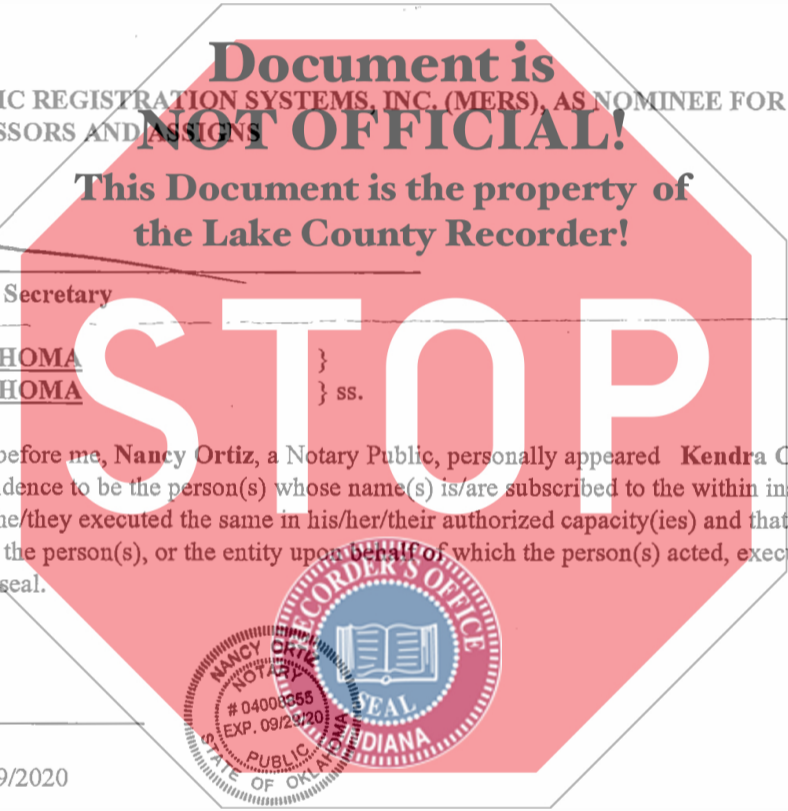 Document is
IC REGISTRATION SYSTEMS, INC. (MERS), AS NOMINEE FOR
NOT OFFICIAL!
SSORS AND ASSIGNS
This Document is the property of
the Lake County Recorder!
Secretary
STOP
HOMA }
HOMA } ss.
before me, Nancy Ortiz, a Notary Public, personally appeared Kendra
dence to be the person(s) whose name(s) is/are subscribed to the within in
he/they executed the same in his/her/their authorized capacity(ies) and that
the person(s), or the entity upon behalf of which the person(s) acted, exec
seal.
RECORDER'S OFFICE
SEAL
INDIANA
NANCY
NOTARY
EXP. 09/29/20
PUBLIC
STATE OF OKLAHOMA
9/2020